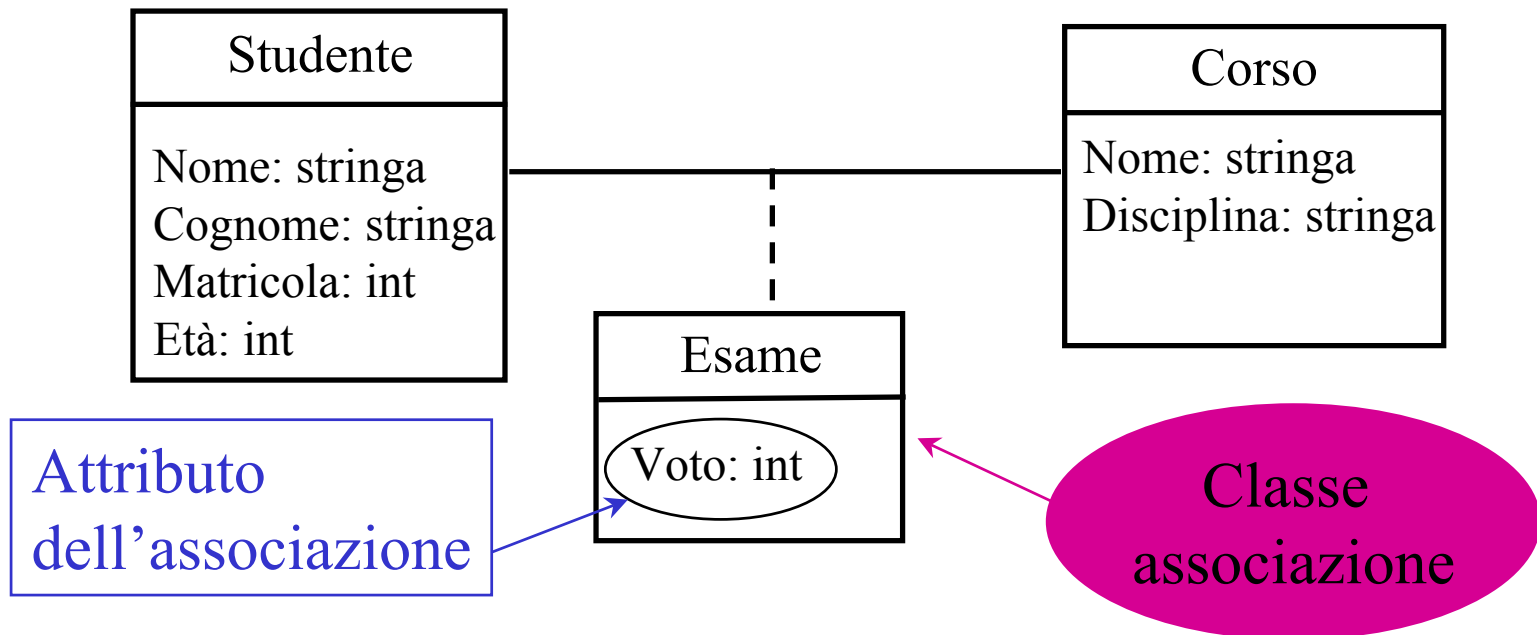 Studente
Nome: stringa
Cognome: stringa
Matricola: int
Età: int
Corso
Nome: stringa
Disciplina: stringa
Esame
Voto: int
Attributo
dell’associazione
Classe
associazione